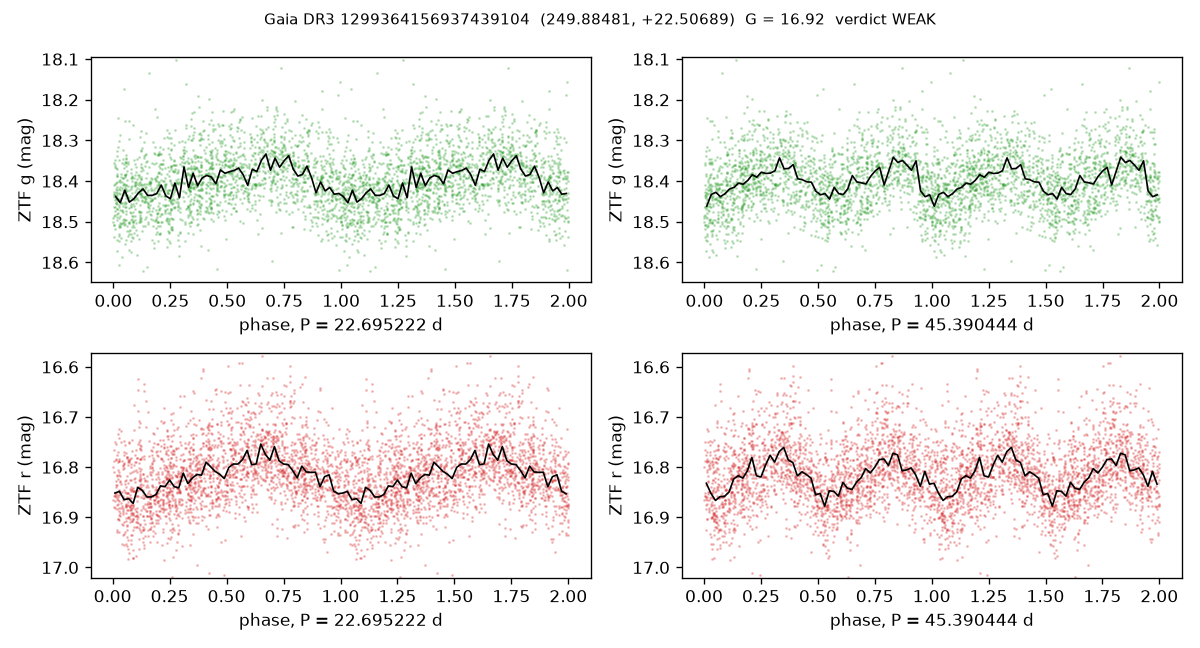 Gaia DR3 1299364156937439104  (249.88481, +22.50689)  G = 16.92  verdict WEAK
18.1
18.2
18.3
18.4
18.5
18.6
ZTF g (mag)
0.00 0.25 0.50 0.75 1.00 1.25 1.50 1.75 2.00
phase, P = 22.695222 d
18.1
18.2
18.3
18.4
18.5
18.6
ZTF g (mag)
0.00 0.25 0.50 0.75 1.00 1.25 1.50 1.75 2.00
phase, P = 45.390444 d
16.6
16.7
16.8
16.9
17.0
ZTF r (mag)
0.00 0.25 0.50 0.75 1.00 1.25 1.50 1.75 2.00
phase, P = 22.695222 d
16.6
16.7
16.8
16.9
17.0
ZTF r (mag)
0.00 0.25 0.50 0.75 1.00 1.25 1.50 1.75 2.00
phase, P = 45.390444 d